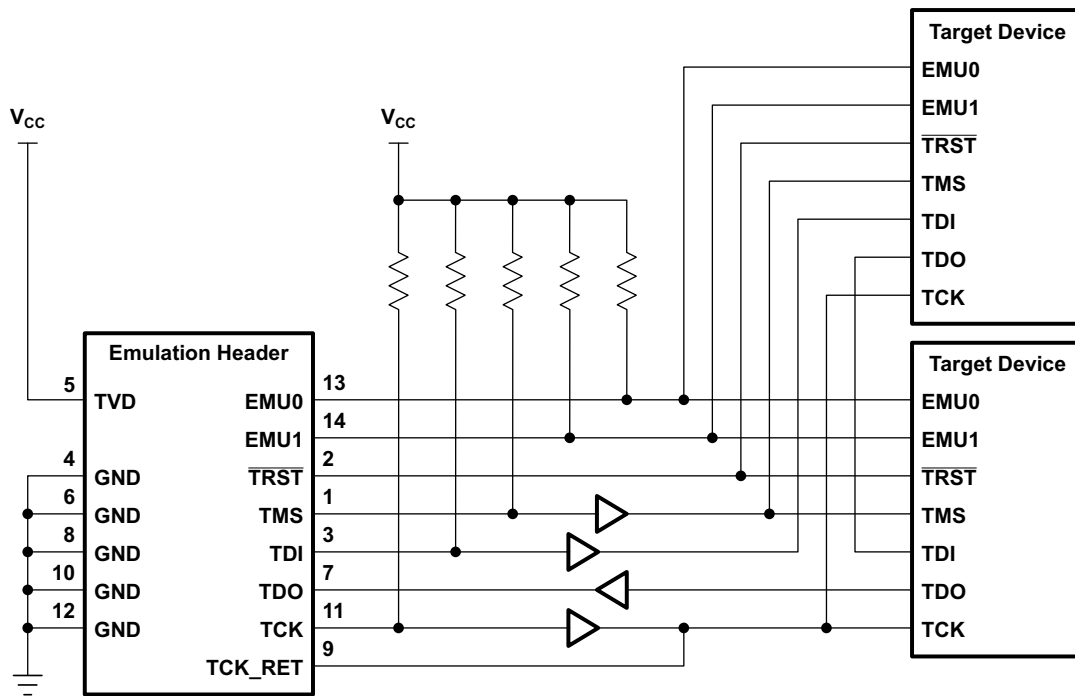 Target Device
EMU0
EMU1
TRST
TMS
TDI
TDO
TCK
VCC
VCC
Emulation Header
5
TVD
4
GND
6
GND
8
GND
10
GND
12
GND
EMU0
13
EMU1
14
TRST
2
TMS
1
TDI
3
TDO
7
TCK
11
TCK_RET
9
Target Device
EMU0
EMU1
TRST
TMS
TDI
TDO
TCK